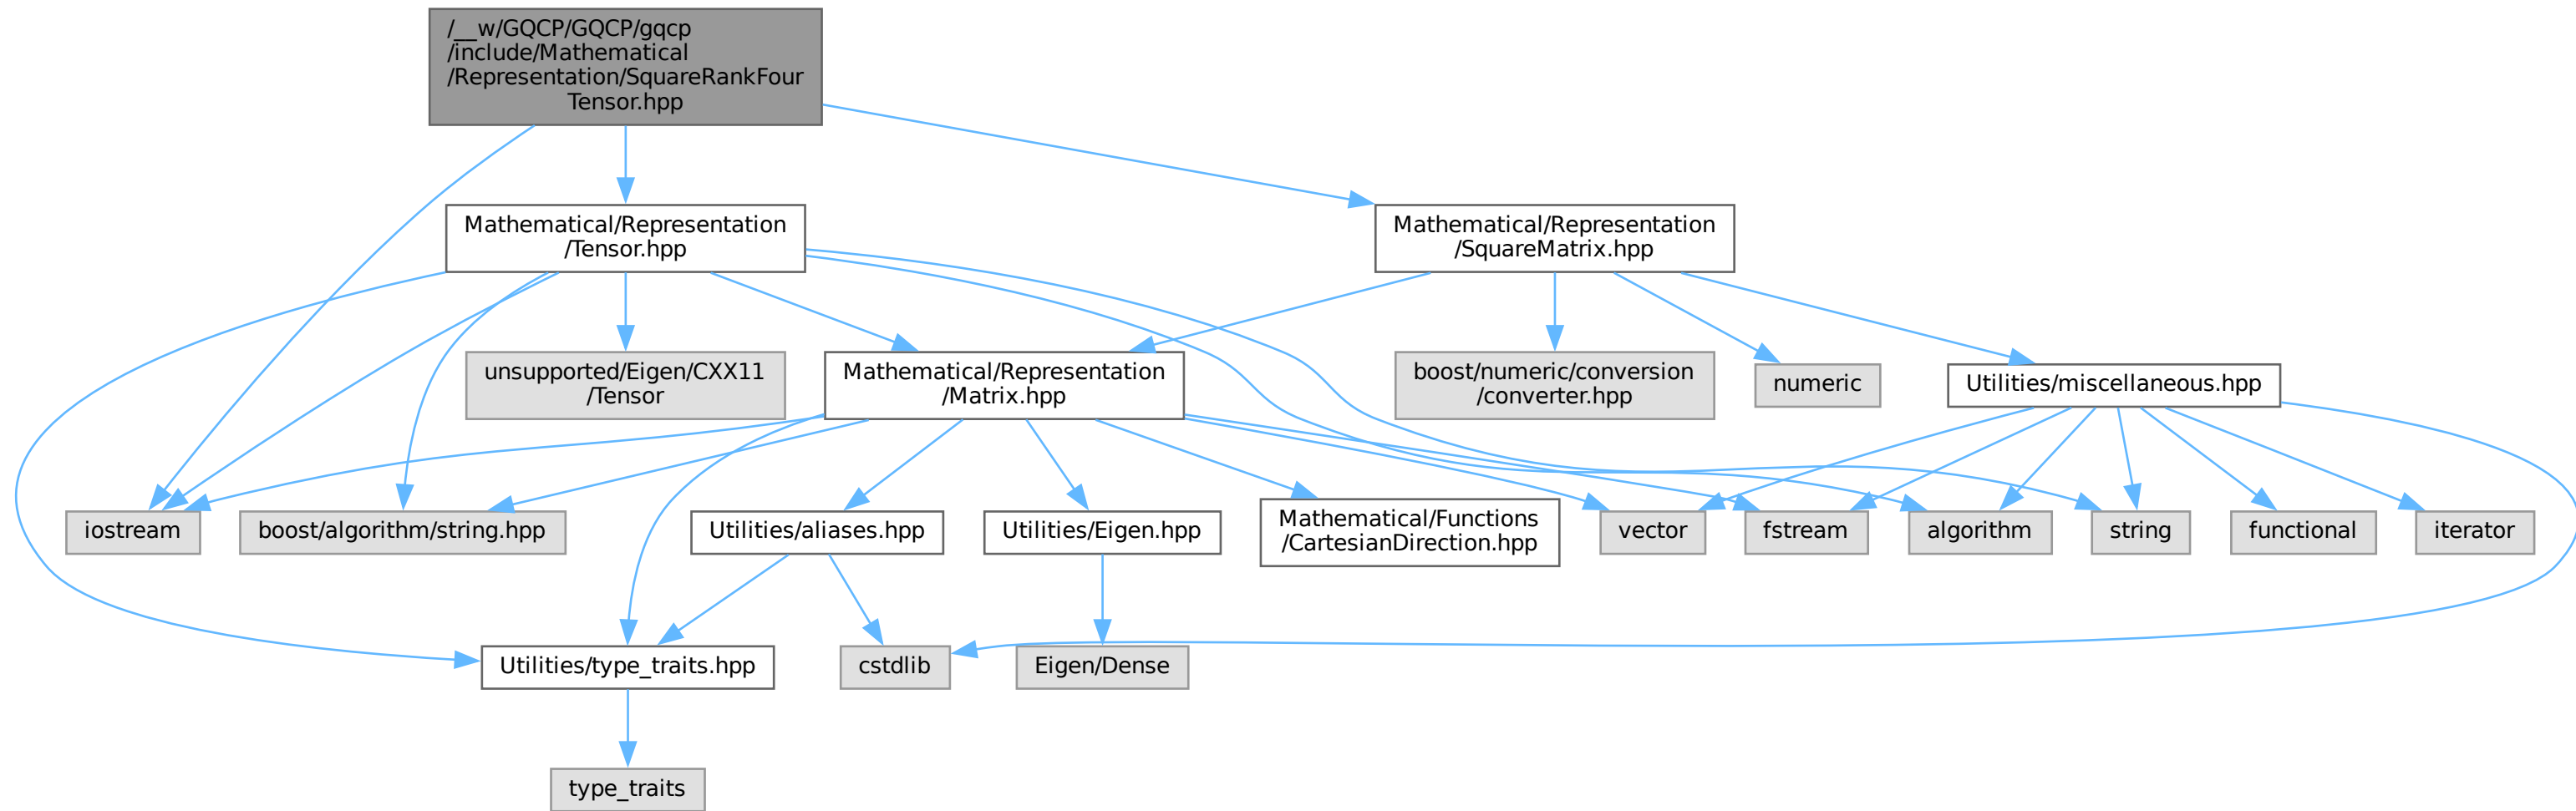 /__w/GQCP/GQCP/gqcp
/include/Mathematical
/Representation/SquareRankFour
Tensor.hpp
Mathematical/Representation
/Tensor.hpp
Mathematical/Representation
/SquareMatrix.hpp
unsupported/Eigen/CXX11
/Tensor
Mathematical/Representation
/Matrix.hpp
boost/numeric/conversion
/converter.hpp
numeric
Utilities/miscellaneous.hpp
iostream
boost/algorithm/string.hpp
Utilities/aliases.hpp
Utilities/Eigen.hpp
Mathematical/Functions
/CartesianDirection.hpp
vector
fstream
algorithm
string
functional
iterator
Utilities/type_traits.hpp
cstdlib
Eigen/Dense
type_traits